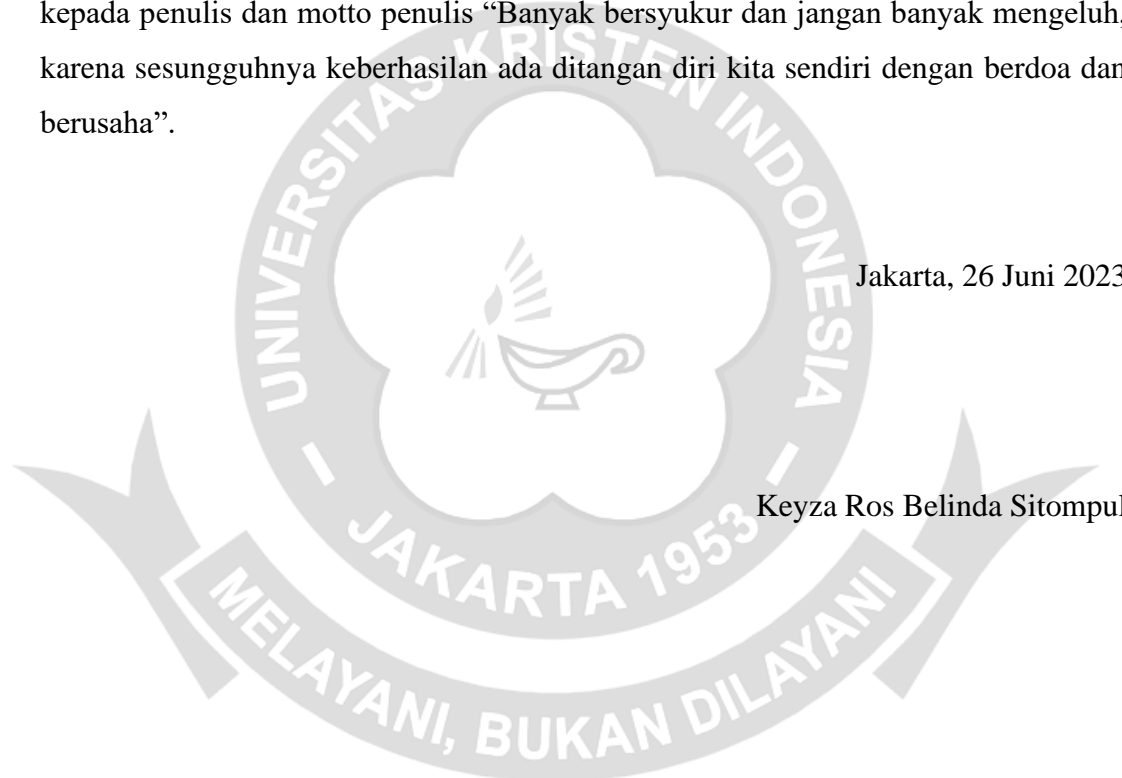 kepada penulis dan motto penulis “Banyak bersyukur dan jangan banyak mengeluh,
karena sesungguhnya keberhasilan ada ditangan diri kita sendiri dengan berdoa dan
berusaha”.
UNIVERSITAS KRISTEN INDONESIA
Jakarta, 26 Juni 2023
Keyza Ros Belinda Sitompul
JAKARTA 1953
MELAYANI, BUKAN DILAYANI